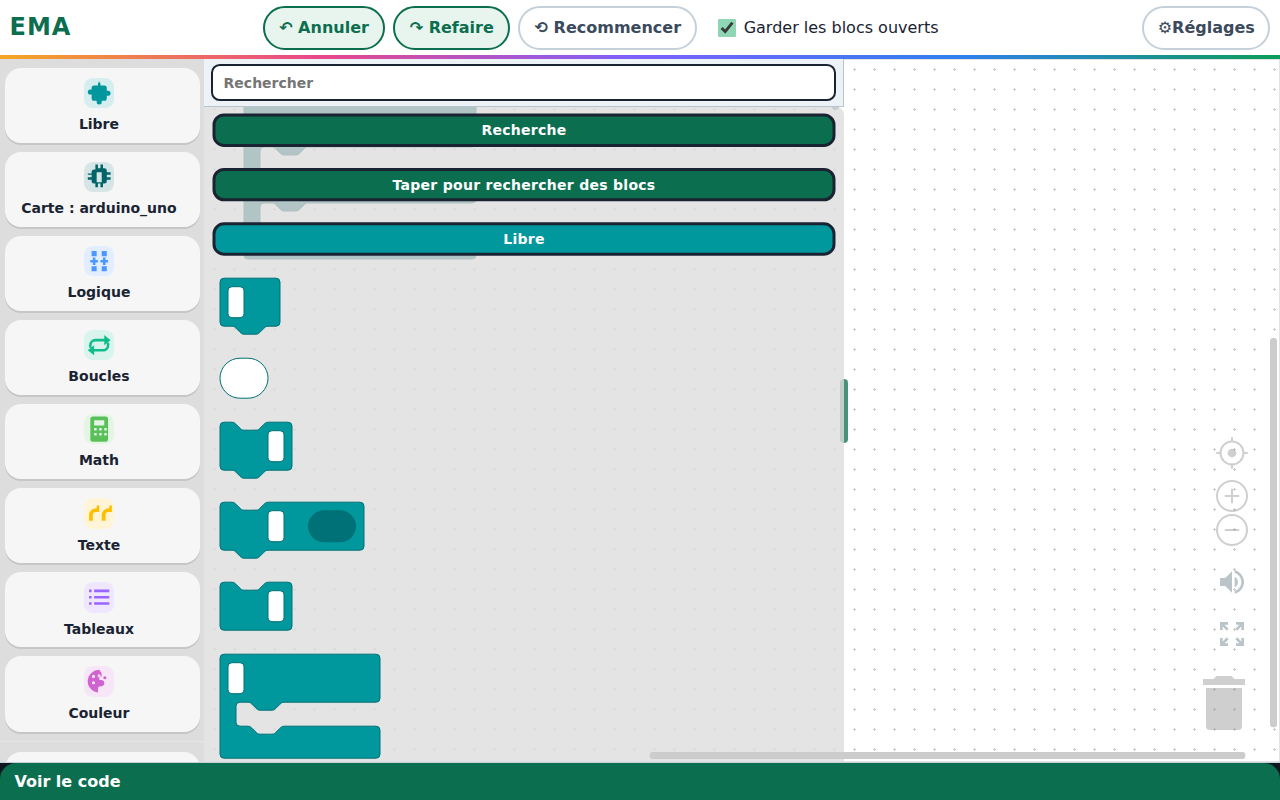 EMA
↶ Annuler
↷ Refaire
⟲ Recommencer
Garder les blocs ouverts
⚙Réglages
Rechercher
Libre
Carte : arduino_uno
Logique
Boucles
Math
Texte
Tableaux
Couleur
Recherche
Taper pour rechercher des blocs
Libre
Voir le code